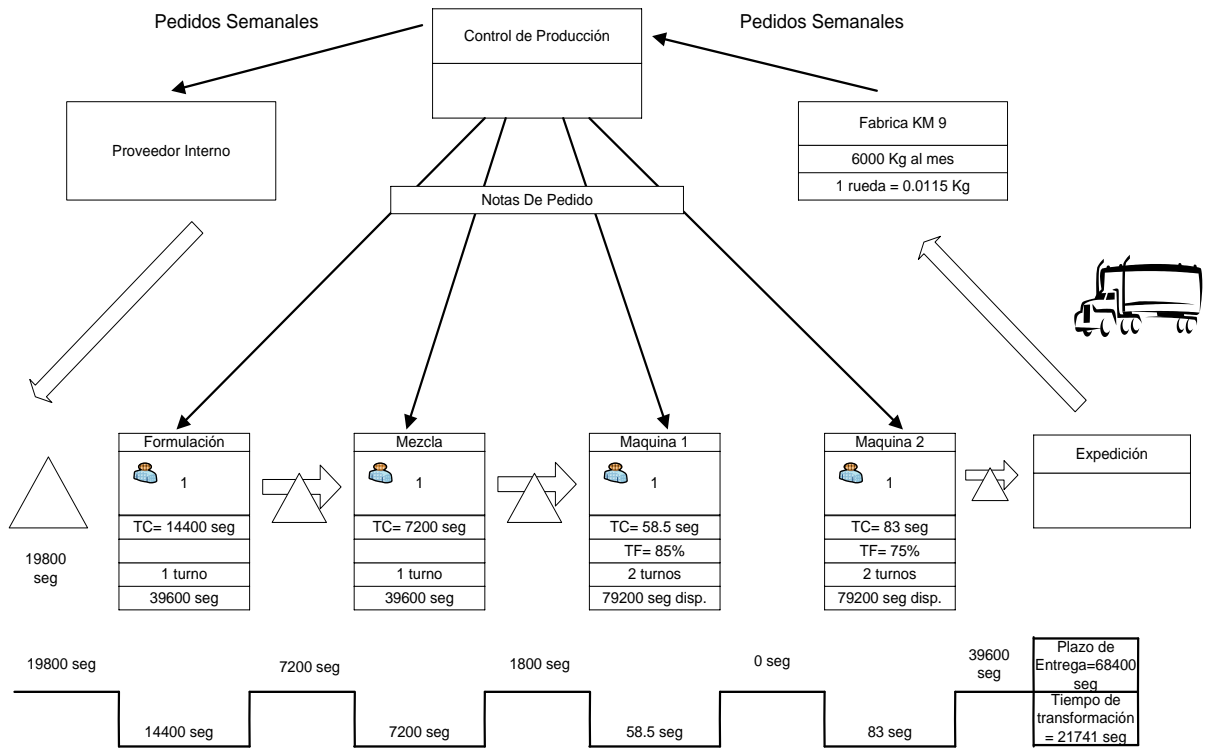 Pedidos Semanales
Pedidos Semanales
Control de Producción
Proveedor Interno
Fabrica KM 9
6000 Kg al mes
1 rueda = 0.0115 Kg
Notas De Pedido
19800
seg
Formulación
1
TC= 14400 seg
1 turno
39600 seg
Mezcla
1
TC= 7200 seg
1 turno
39600 seg
Maquina 1
1
TC= 58.5 seg
TF= 85%
2 turnos
79200 seg disp.
Maquina 2
1
TC= 83 seg
TF= 75%
2 turnos
79200 seg disp.
Expedición
19800 seg
14400 seg
7200 seg
7200 seg
1800 seg
58.5 seg
0 seg
83 seg
39600
seg
Plazo de
Entrega=68400
seg
Tiempo de
transformación
= 21741 seg